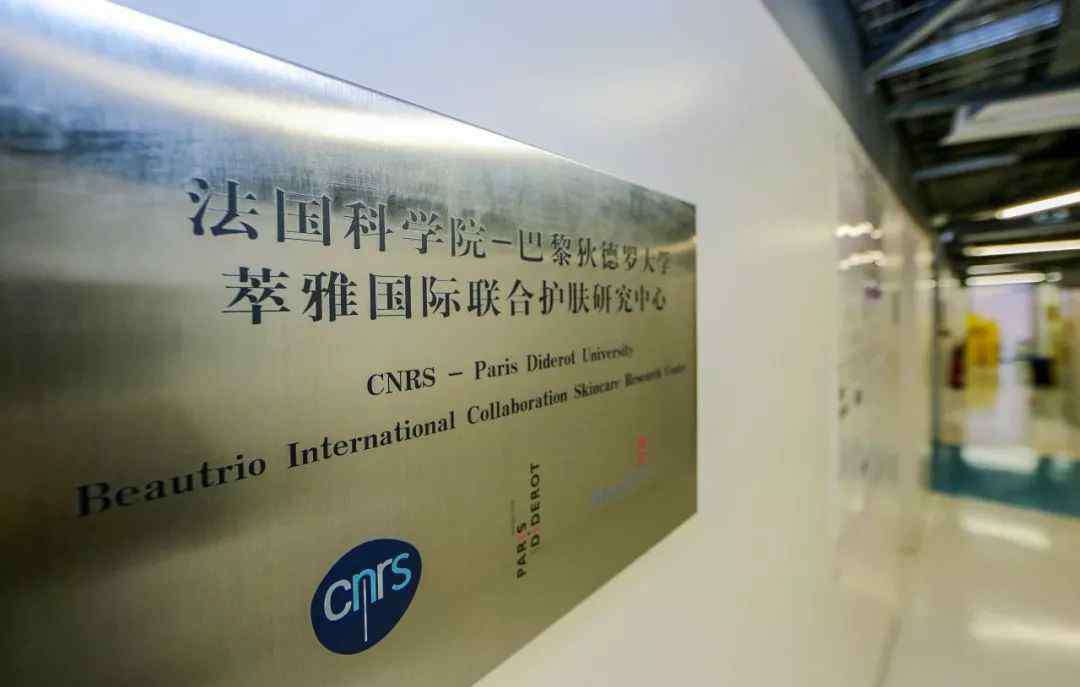 法国科学院-巴黎狄德罗大学
萃雅国际联合护肤研究中心
CNRS – Paris Diderot University
Beautrio International Collaboration Skincare Research Center
cnrs
PARIS
DIDEROT